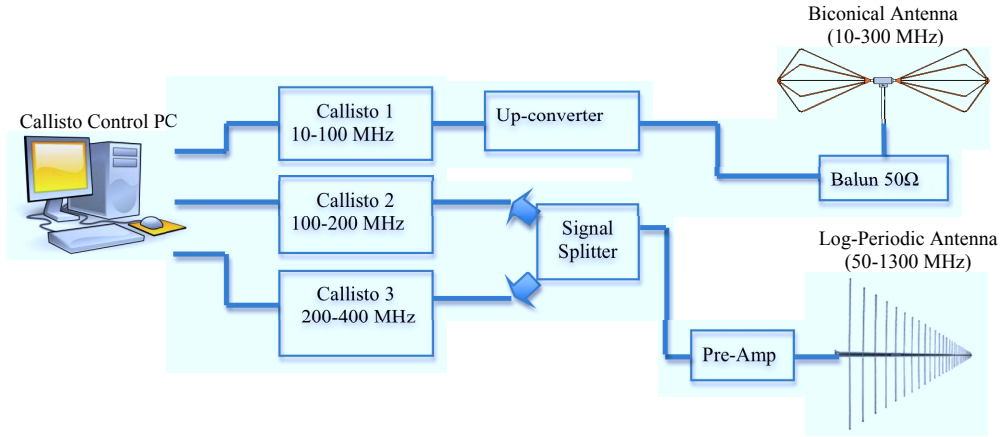 Biconical Antenna
(10-300 MHz)
Callisto Control PC
Callisto 1
10-100 MHz
Up-converter
Balun 50Ω
Callisto 2
100-200 MHz
Signal
Splitter
Log-Periodic Antenna
(50-1300 MHz)
Callisto 3
200-400 MHz
Pre-Amp